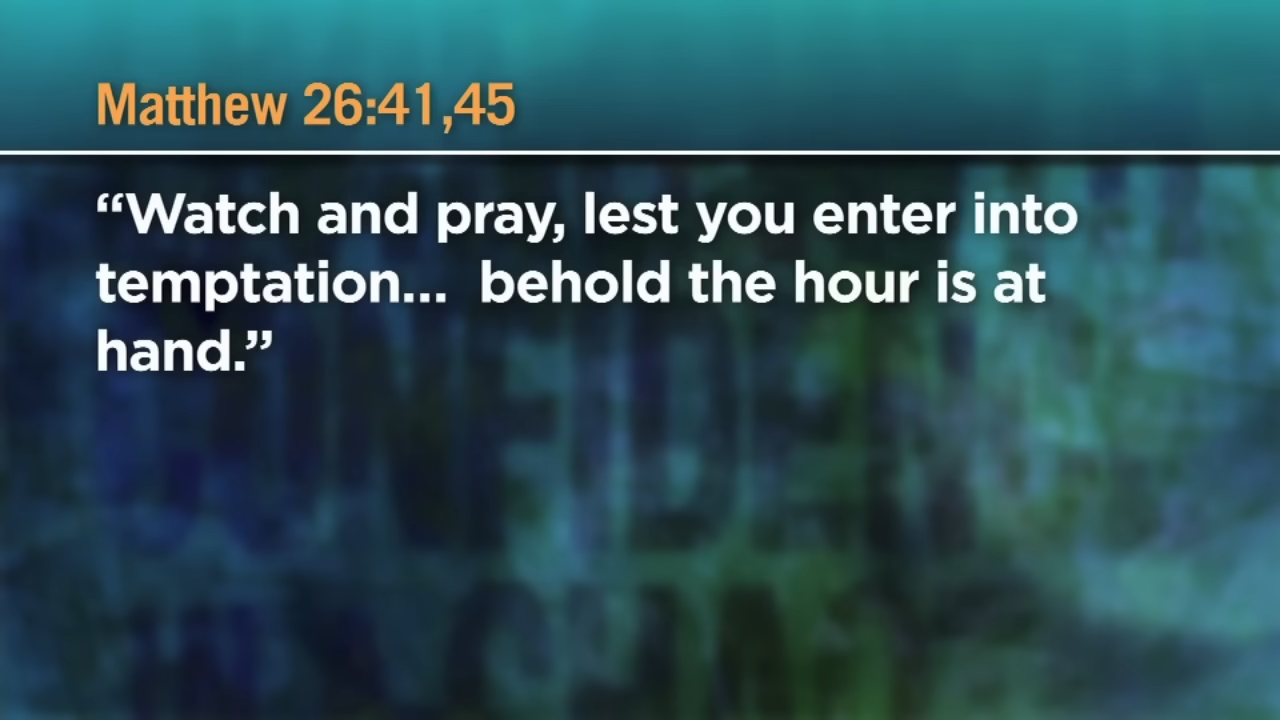 Matthew 26:41,45
“Watch and pray, lest you enter into
temptation...  behold the hour is at
hand.”